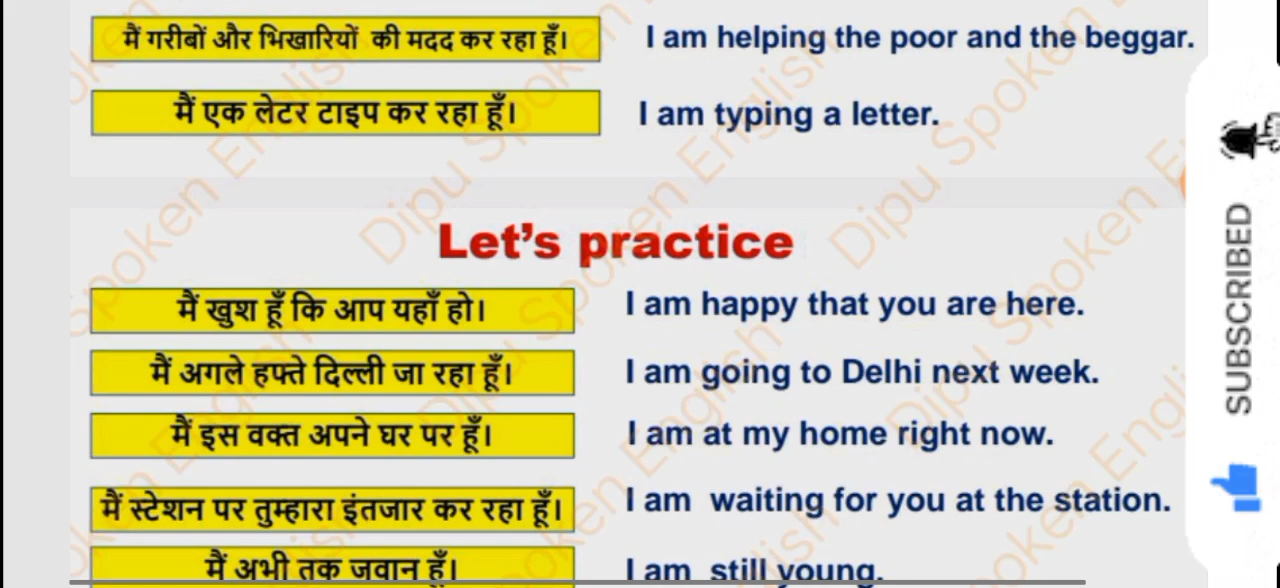 मैं गरीबों और भिखारियों की मदद कर रहा हूँ। I am helping the poor and the beggar.
मैं एक लेटर टाइप कर रहा हूँ। I am typing a letter.
Let's practice
मैं खुश हूँ कि आप यहाँ हो। I am happy that you are here.
मैं अगले हफ्ते दिल्ली जा रहा हूँ। I am going to Delhi next week.
मैं इस वक्त अपने घर पर हूँ। I am at my home right now.
मैं स्टेशन पर तुम्हारा इंतजार कर रहा हूँ। I am waiting for you at the station.
मैं अभी तक जवान हूँ। I am still young.
SUBSCRIBED
Dipu Spoken English